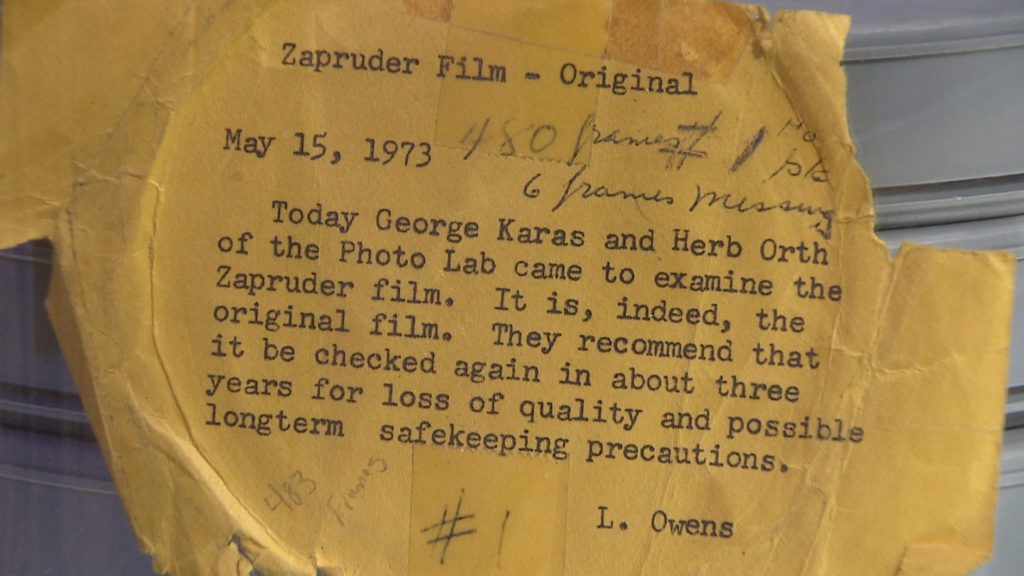 Zapruder Film - Original
May 15, 1973
480 frames # 1
6 frames missing
Today George Karas and Herb Orth
of the Photo Lab came to examine the
Zapruder film. It is, indeed, the
original film. They recommend that
it be checked again in about three
years for loss of quality and possible
longterm safekeeping precautions.
483
Frames
# 1
L. Owens